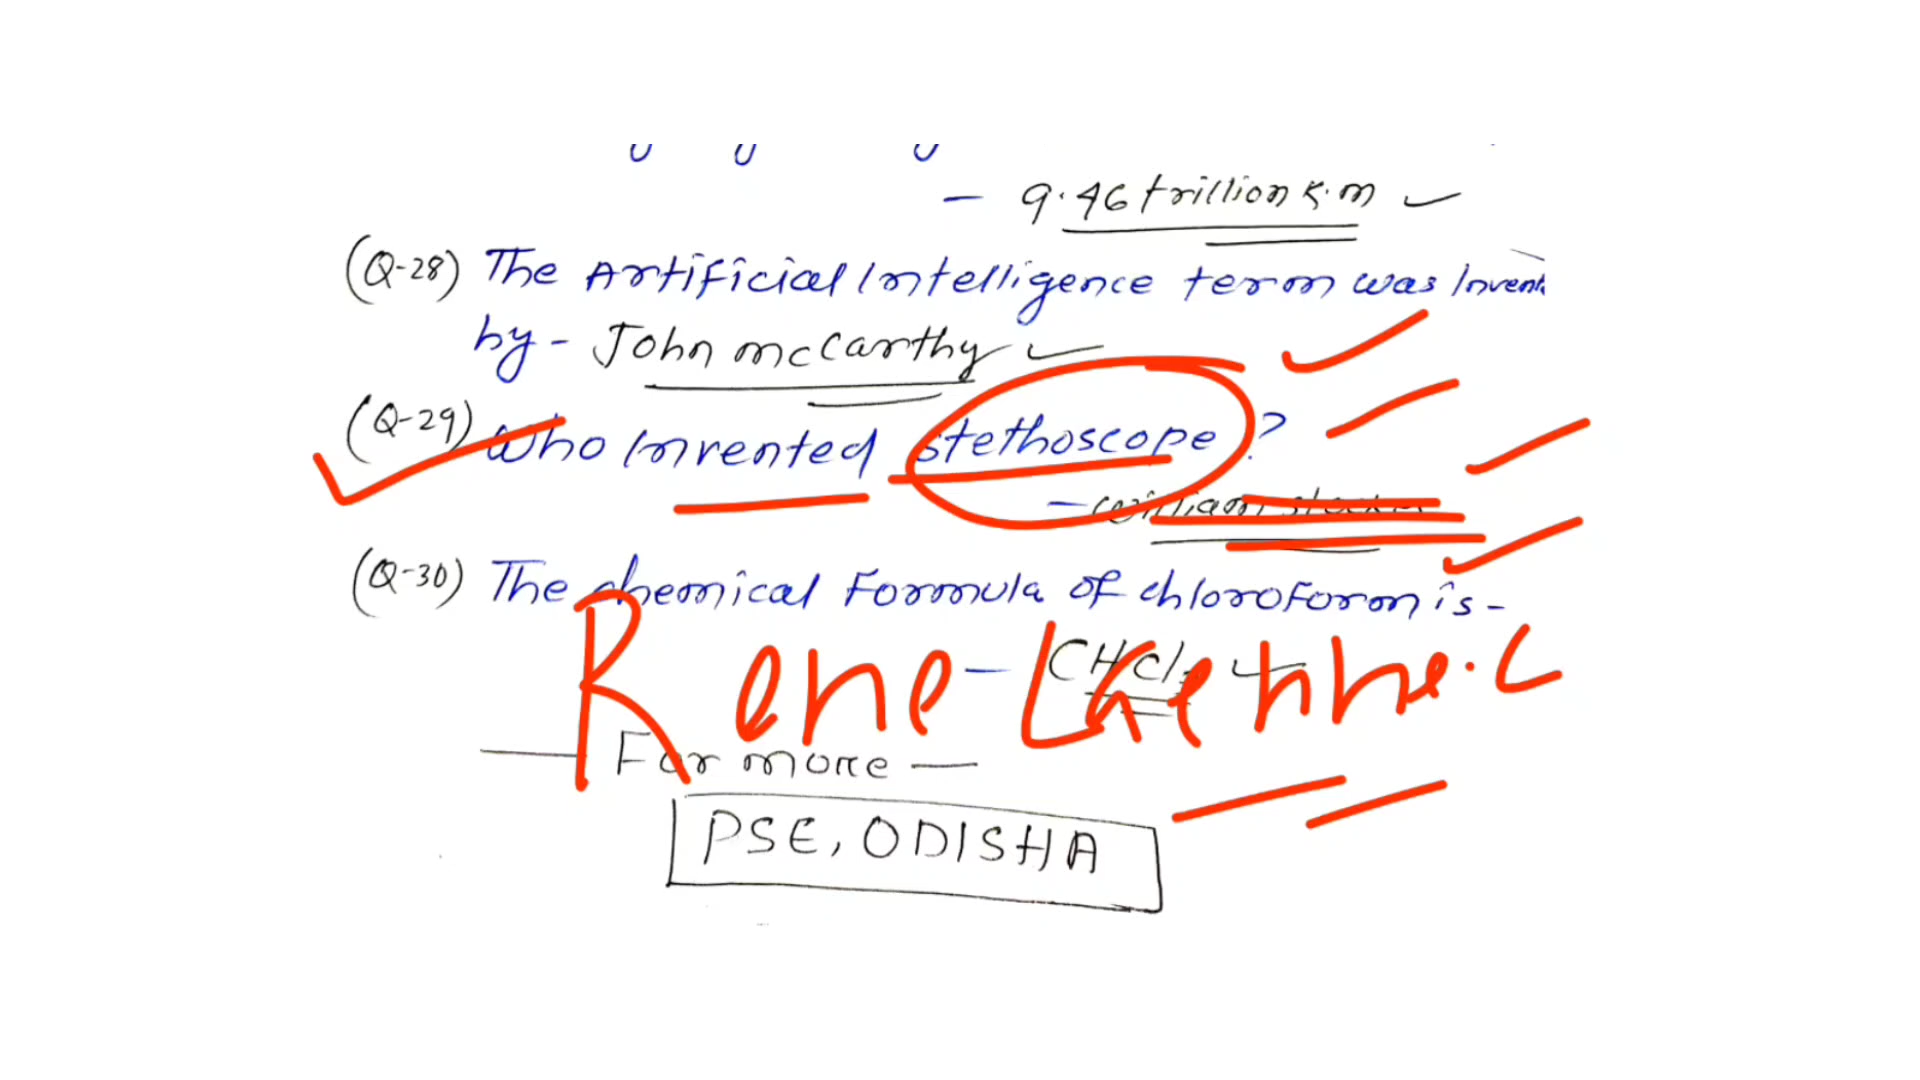 - 9.46 trillion K.m
(Q-28) The Artificial Intelligence term was Invent
by - John mccarthy
(Q-29) Who Invented stethoscope?
- William
(Q-30) The chemical Formula of chloroform is -
- CHCl3
Rene Laennec
For more
PSE, ODISHA